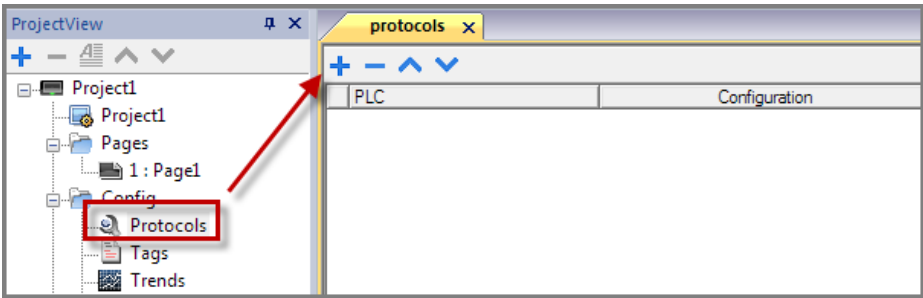 ProjectView
Project1
Project1
Pages
1 : Page1
Config
Protocols
Tags
Trends
protocols
PLC
Configuration